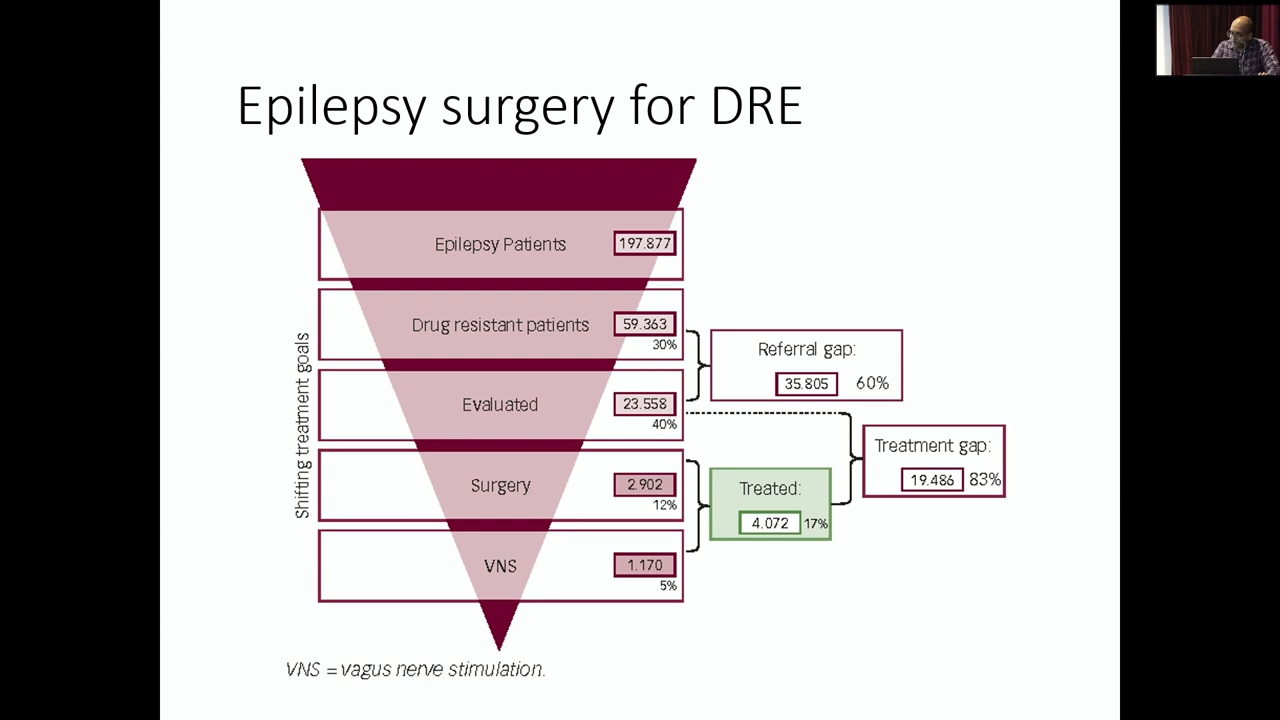 Epilepsy surgery for DRE
Shifting treatment goals
Epilepsy Patients 197.877
Drug resistant patients 59.363
30%
Referral gap:
35.805 60%
Evaluated 23.558
40%
Treatment gap:
19.486 83%
Surgery 2.902
12%
Treated:
4.072 17%
VNS 1.170
5%
VNS = vagus nerve stimulation.